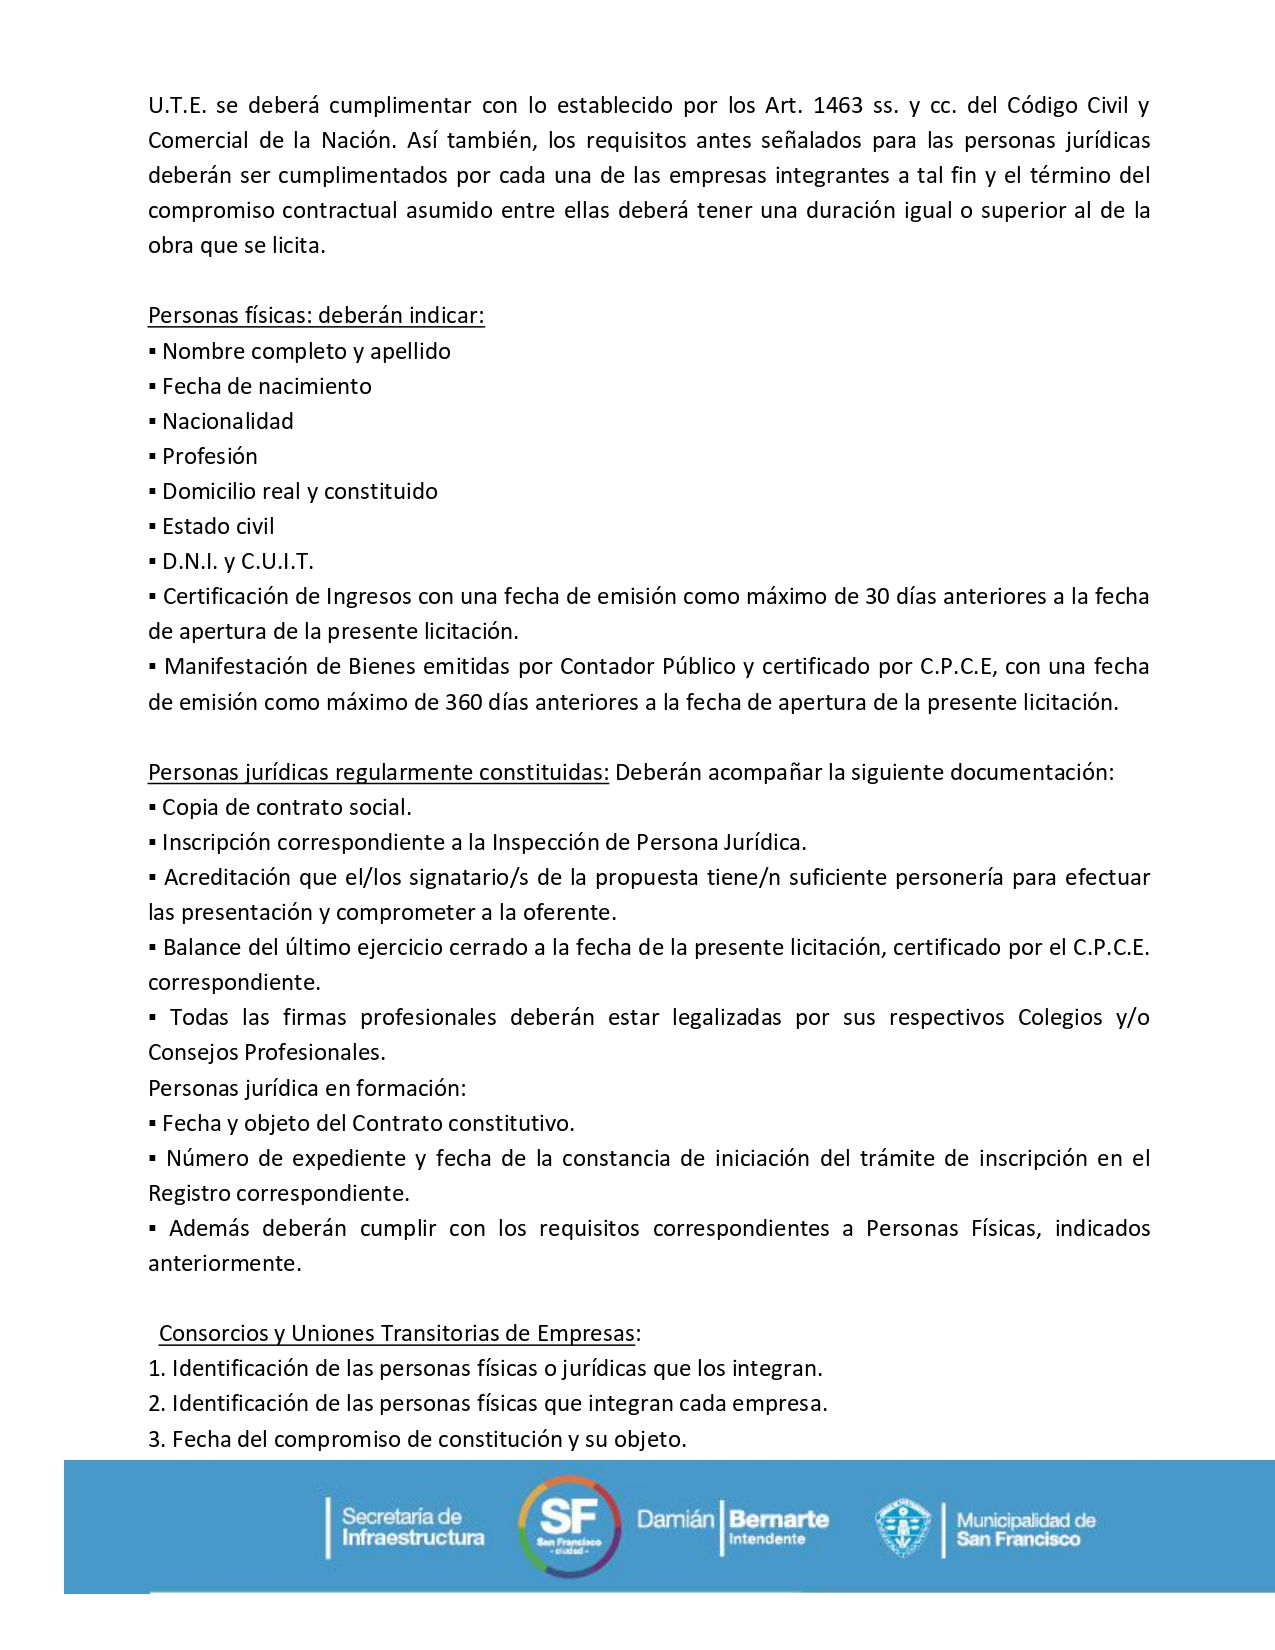 U.T.E. se deberá cumplimentar con lo establecido por los Art. 1463 ss. y cc. del Código Civil y
Comercial de la Nación. Así también, los requisitos antes señalados para las personas jurídicas
deberán ser cumplimentados por cada una de las empresas integrantes a tal fin y el término del
compromiso contractual asumido entre ellas deberá tener una duración igual o superior al de la
obra que se licita.
Personas físicas: deberán indicar:
▪ Nombre completo y apellido
▪ Fecha de nacimiento
▪ Nacionalidad
▪ Profesión
▪ Domicilio real y constituido
▪ Estado civil
▪ D.N.I. y C.U.I.T.
▪ Certificación de Ingresos con una fecha de emisión como máximo de 30 días anteriores a la fecha
de apertura de la presente licitación.
▪ Manifestación de Bienes emitidas por Contador Público y certificado por C.P.C.E, con una fecha
de emisión como máximo de 360 días anteriores a la fecha de apertura de la presente licitación.
Personas jurídicas regularmente constituidas: Deberán acompañar la siguiente documentación:
▪ Copia de contrato social.
▪ Inscripción correspondiente a la Inspección de Persona Jurídica.
▪ Acreditación que el/los signatario/s de la propuesta tiene/n suficiente personería para efectuar
las presentación y comprometer a la oferente.
▪ Balance del último ejercicio cerrado a la fecha de la presente licitación, certificado por el C.P.C.E.
correspondiente.
▪ Todas las firmas profesionales deberán estar legalizadas por sus respectivos Colegios y/o
Consejos Profesionales.
Personas jurídica en formación:
▪ Fecha y objeto del Contrato constitutivo.
▪ Número de expediente y fecha de la constancia de iniciación del trámite de inscripción en el
Registro correspondiente.
▪ Además deberán cumplir con los requisitos correspondientes a Personas Físicas, indicados
anteriormente.
Consorcios y Uniones Transitorias de Empresas:
1. Identificación de las personas físicas o jurídicas que los integran.
2. Identificación de las personas físicas que integran cada empresa.
3. Fecha del compromiso de constitución y su objeto.
Secretaría de
Infraestructura
SF
San Francisco
- ciudad -
Damián Bernarte
Intendente
Municipalidad de
San Francisco